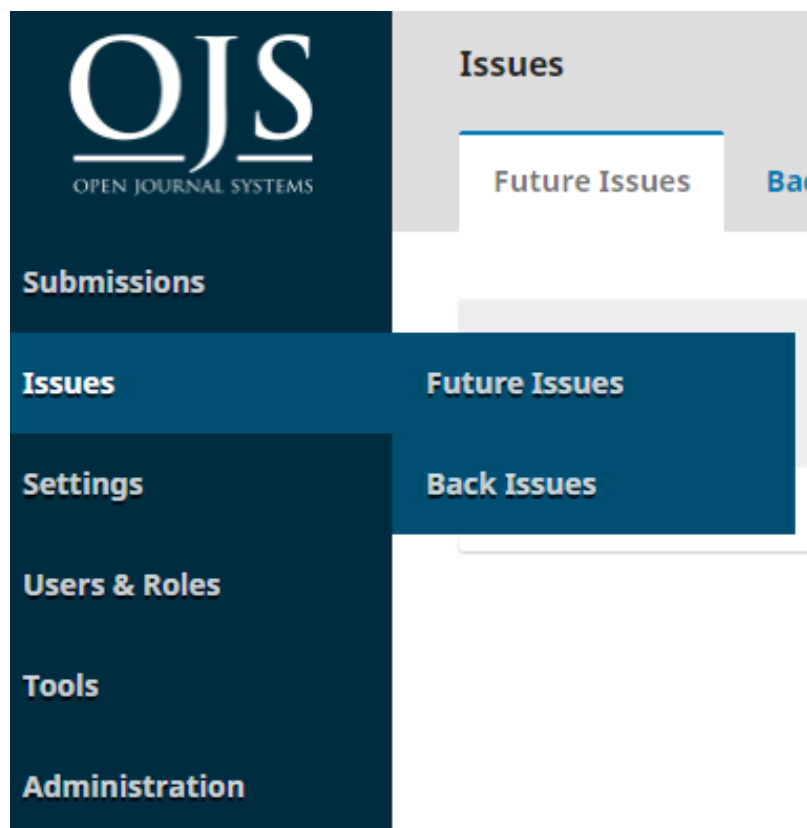 OJS
OPEN JOURNAL SYSTEMS
Submissions
Issues
Settings
Users & Roles
Tools
Administration
Future Issues
Back Issues
Issues
Future Issues